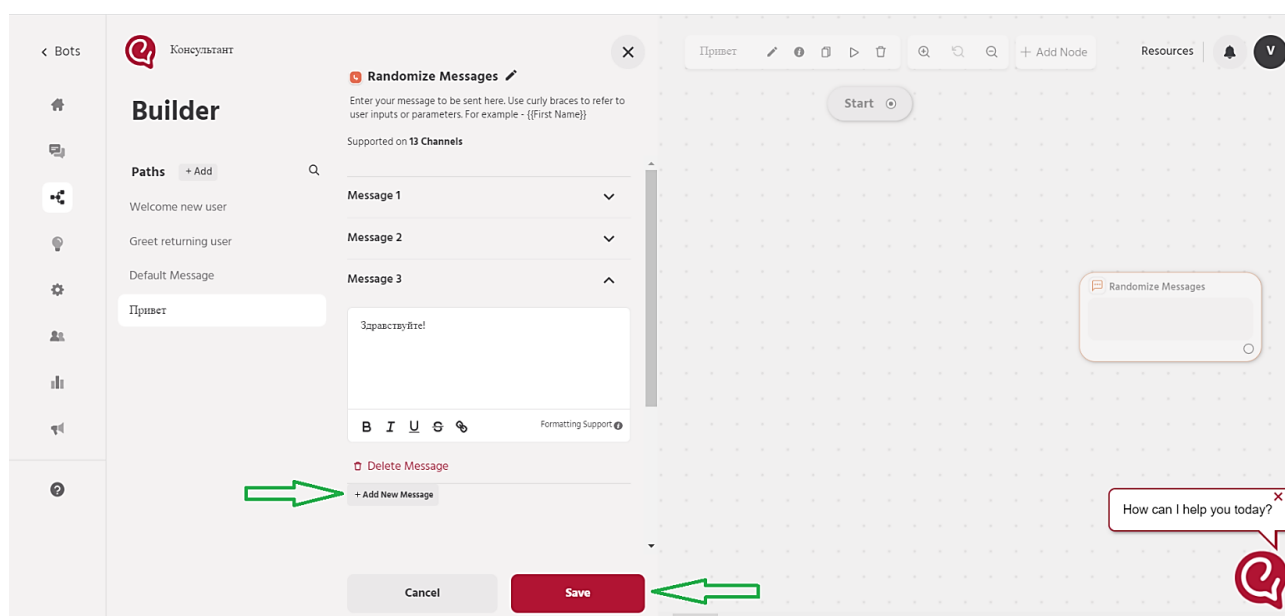 Bots
Консультант
Builder
Paths
+ Add
Welcome new user
Greet returning user
Default Message
Привет
Randomize Messages
Enter your message to be sent here. Use curly braces to refer to
user inputs or parameters. For example - {{First Name}}
Supported on 13 Channels
Message 1
Message 2
Message 3
Здравствуйте!
B I U S
Formatting Support
Delete Message
+ Add New Message
Cancel
Save
Привет
+ Add Node
Resources
V
Start
Randomize Messages
How can I help you today?